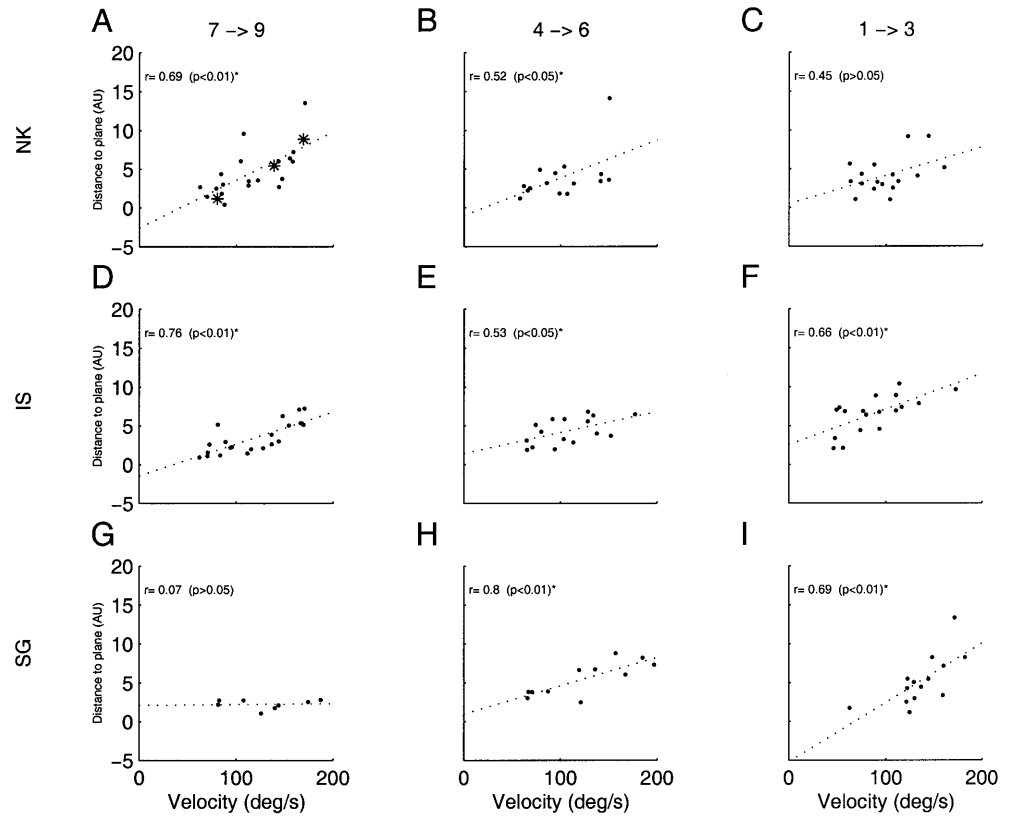 A B C
7 -> 9 4 -> 6 1 -> 3
NK
Distance to plane (AU)
20 15 10 5 0 -5
r= 0.69 (p<0.01)*
r= 0.52 (p<0.05)*
r= 0.45 (p>0.05)
D E F
IS
Distance to plane (AU)
20 15 10 5 0 -5
r= 0.76 (p<0.01)*
r= 0.53 (p<0.05)*
r= 0.66 (p<0.01)*
G H I
SG
Distance to plane (AU)
20 15 10 5 0 -5
r= 0.07 (p>0.05)
r= 0.8 (p<0.01)*
r= 0.69 (p<0.01)*
0 100 200 0 100 200 0 100 200
Velocity (deg/s) Velocity (deg/s) Velocity (deg/s)